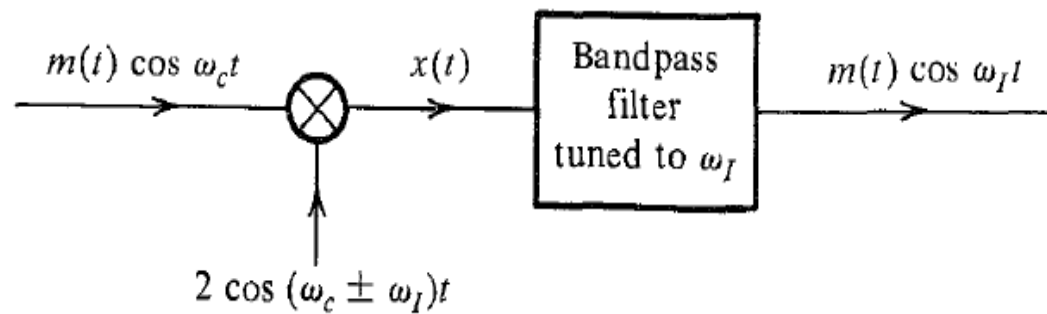 m(t) cos ω_c t
x(t)
Bandpass
filter
tuned to ω_I
m(t) cos ω_I t
2 cos (ω_c ± ω_I)t